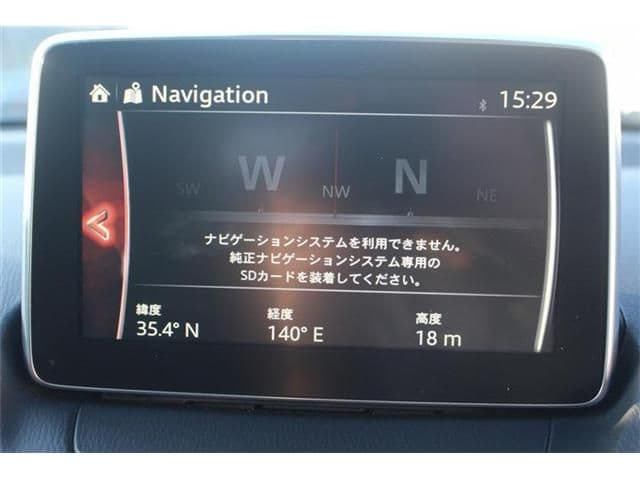 Navigation
15:29
SW W NW N NE
ナビゲーションシステムを利用できません。
純正ナビゲーションシステム専用の
SDカードを装着してください。
緯度 経度 高度
35.4° N 140° E 18 m